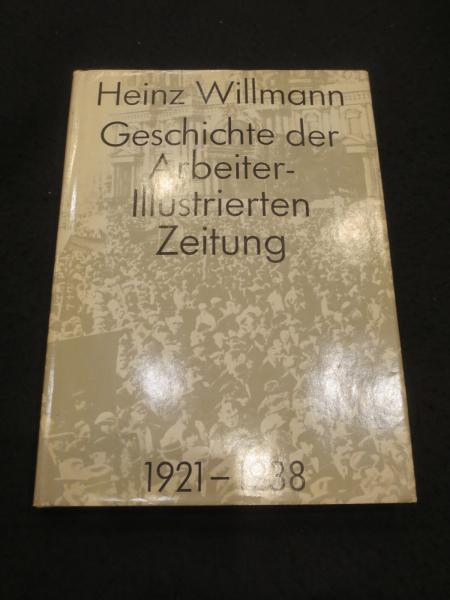 Heinz Willmann
Geschichte der
Arbeiter-
Illustrierten
Zeitung
1921–1938